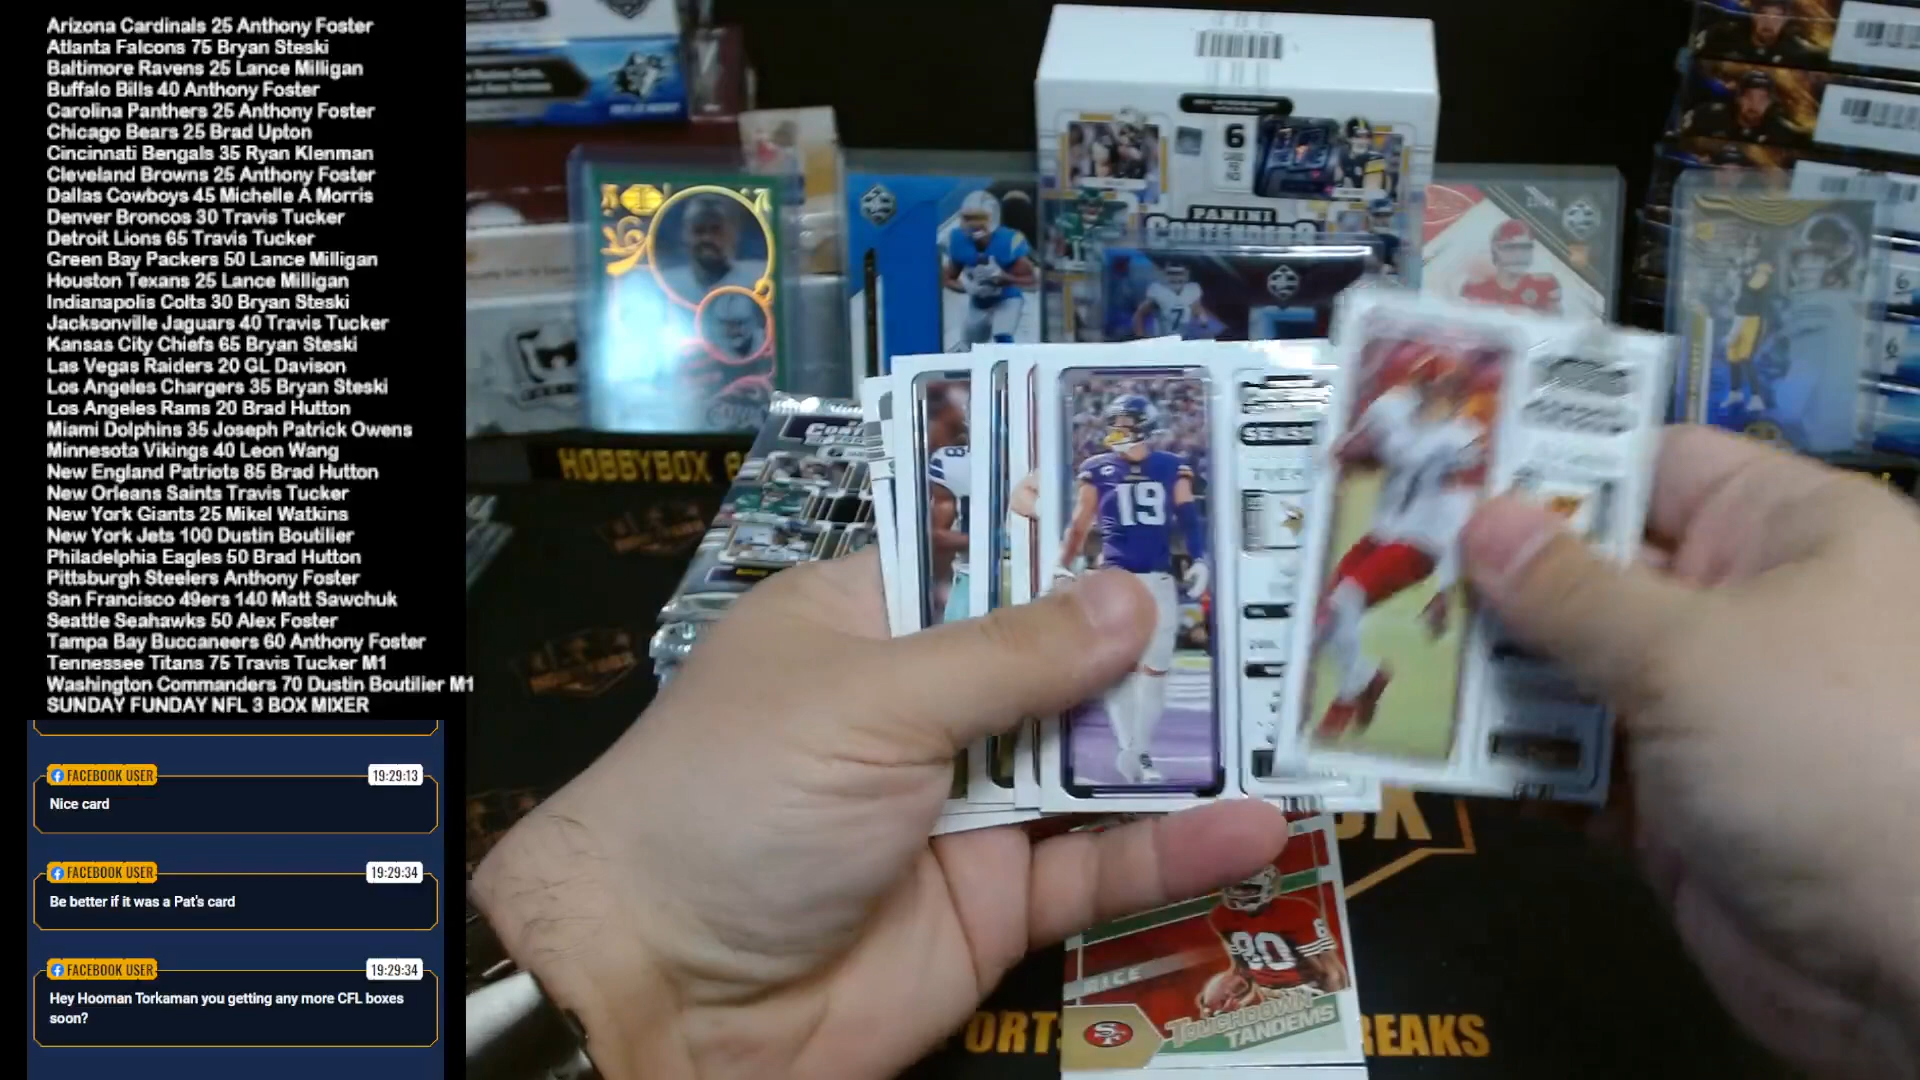 Arizona Cardinals 25 Anthony Foster
Atlanta Falcons 75 Bryan Steski
Baltimore Ravens 25 Lance Milligan
Buffalo Bills 40 Anthony Foster
Carolina Panthers 25 Anthony Foster
Chicago Bears 25 Brad Upton
Cincinnati Bengals 35 Ryan Klenman
Cleveland Browns 25 Anthony Foster
Dallas Cowboys 45 Michelle A Morris
Denver Broncos 30 Travis Tucker
Detroit Lions 65 Travis Tucker
Green Bay Packers 50 Lance Milligan
Houston Texans 25 Lance Milligan
Indianapolis Colts 30 Bryan Steski
Jacksonville Jaguars 40 Travis Tucker
Kansas City Chiefs 65 Bryan Steski
Las Vegas Raiders 20 GL Davison
Los Angeles Chargers 35 Bryan Steski
Los Angeles Rams 20 Brad Hutton
Miami Dolphins 35 Joseph Patrick Owens
Minnesota Vikings 40 Leon Wang
New England Patriots 85 Brad Hutton
New Orleans Saints Travis Tucker
New York Giants 25 Mikel Watkins
New York Jets 100 Dustin Boutilier
Philadelphia Eagles 50 Brad Hutton
Pittsburgh Steelers Anthony Foster
San Francisco 49ers 140 Matt Sawchuk
Seattle Seahawks 50 Alex Foster
Tampa Bay Buccaneers 60 Anthony Foster
Tennessee Titans 75 Travis Tucker M1
Washington Commanders 70 Dustin Boutilier M1
SUNDAY FUNDAY NFL 3 BOX MIXER
FACEBOOK USER 19:29:13
Nice card
FACEBOOK USER 19:29:34
Be better if it was a Pat's card
FACEBOOK USER 19:29:34
Hey Hooman Torkaman you getting any more CFL boxes
soon?
6
PANINI
CONTENDERS
HOBBYBOX
19
80
RICE
SF
TOUCHDOWN
TANDEMS
REAKS